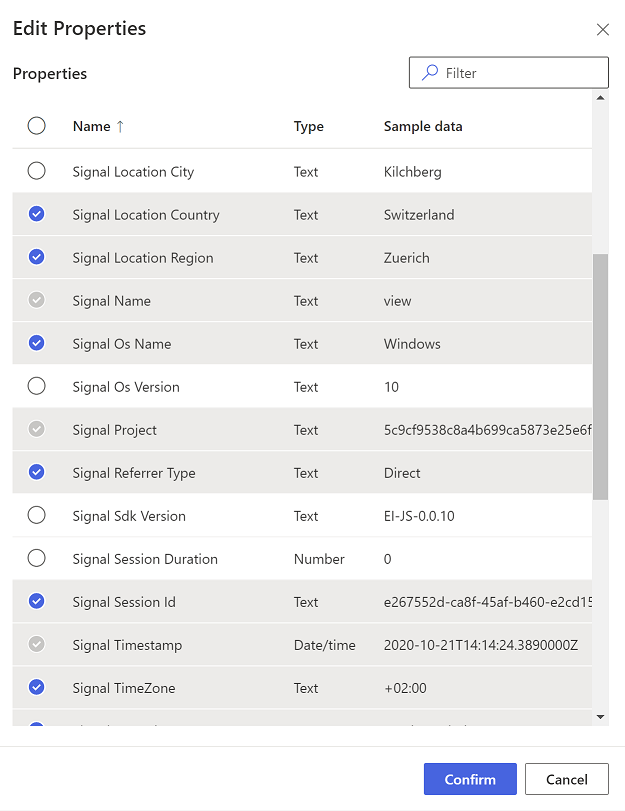 Edit Properties
Properties
Filter
Name ↑ Type Sample data
Signal Location City Text Kilchberg
Signal Location Country Text Switzerland
Signal Location Region Text Zuerich
Signal Name Text view
Signal Os Name Text Windows
Signal Os Version Text 10
Signal Project Text 5c9cf9538c8a4b699ca5873e25e6f
Signal Referrer Type Text Direct
Signal Sdk Version Text EI-JS-0.0.10
Signal Session Duration Number 0
Signal Session Id Text e267552d-ca8f-45af-b460-e2cd15
Signal Timestamp Date/time 2020-10-21T14:14:24.3890000Z
Signal TimeZone Text +02:00
Confirm Cancel